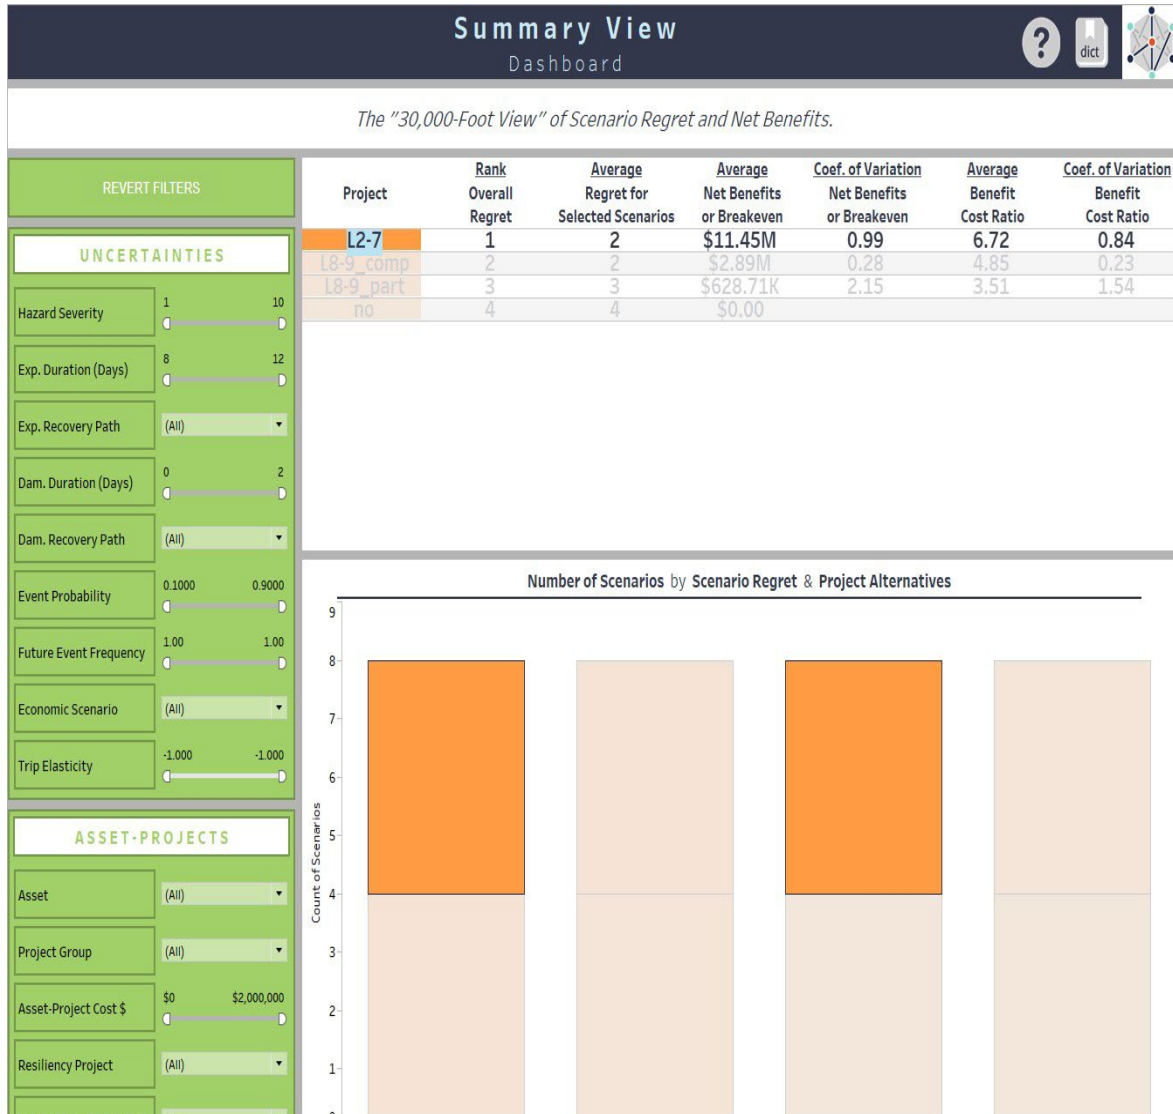 Summary View
Dashboard
dict
The "30,000-Foot View" of Scenario Regret and Net Benefits.
REVERT FILTERS
UNCERTAINTIES
Hazard Severity 1 10
Exp. Duration (Days) 8 12
Exp. Recovery Path (All)
Dam. Duration (Days) 0 2
Dam. Recovery Path (All)
Event Probability 0.1000 0.9000
Future Event Frequency 1.00 1.00
Economic Scenario (All)
Trip Elasticity -1.000 -1.000
ASSET-PROJECTS
Asset (All)
Project Group (All)
Asset-Project Cost $ $0 $2,000,000
Resiliency Project (All)
Rank Average Average Coef. of Variation Average Coef. of Variation
Project Overall Regret for Net Benefits Net Benefits Benefit Benefit
Regret Selected Scenarios or Breakeven or Breakeven Cost Ratio Cost Ratio
L2-7 1 2 $11.45M 0.99 6.72 0.84
L8-9_comp 2 2 $2.89M 0.28 4.85 0.23
L8-9_part 3 3 $628.71K 2.15 3.51 1.54
no 4 4 $0.00
Number of Scenarios by Scenario Regret & Project Alternatives
Count of Scenarios
9
8
7
6
5
4
3
2
1